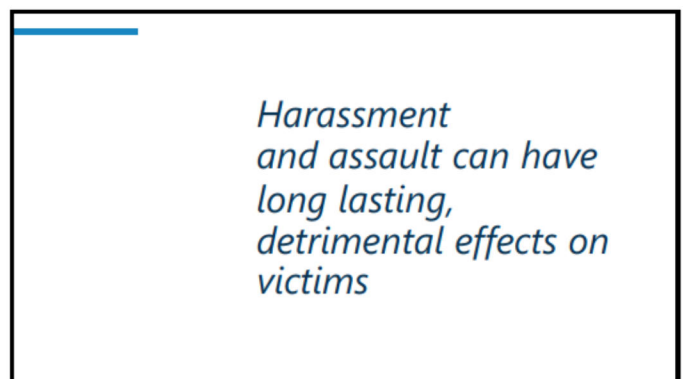 Harassment
and assault can have
long lasting,
detrimental effects on
victims